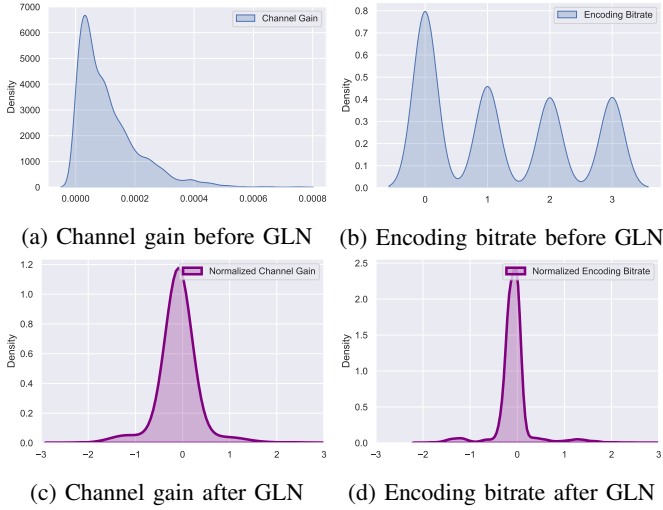 7000
6000
5000
4000
3000
2000
1000
0
Density
Channel Gain
0.0000 0.0002 0.0004 0.0006 0.0008
(a) Channel gain before GLN
0.8
0.7
0.6
0.5
0.4
0.3
0.2
0.1
0.0
Density
Encoding Bitrate
0 1 2 3
(b) Encoding bitrate before GLN
1.2
1.0
0.8
0.6
0.4
0.2
0.0
Density
Normalized Channel Gain
−3 −2 −1 0 1 2 3
(c) Channel gain after GLN
2.5
2.0
1.5
1.0
0.5
0.0
Density
Normalized Encoding Bitrate
−3 −2 −1 0 1 2 3
(d) Encoding bitrate after GLN